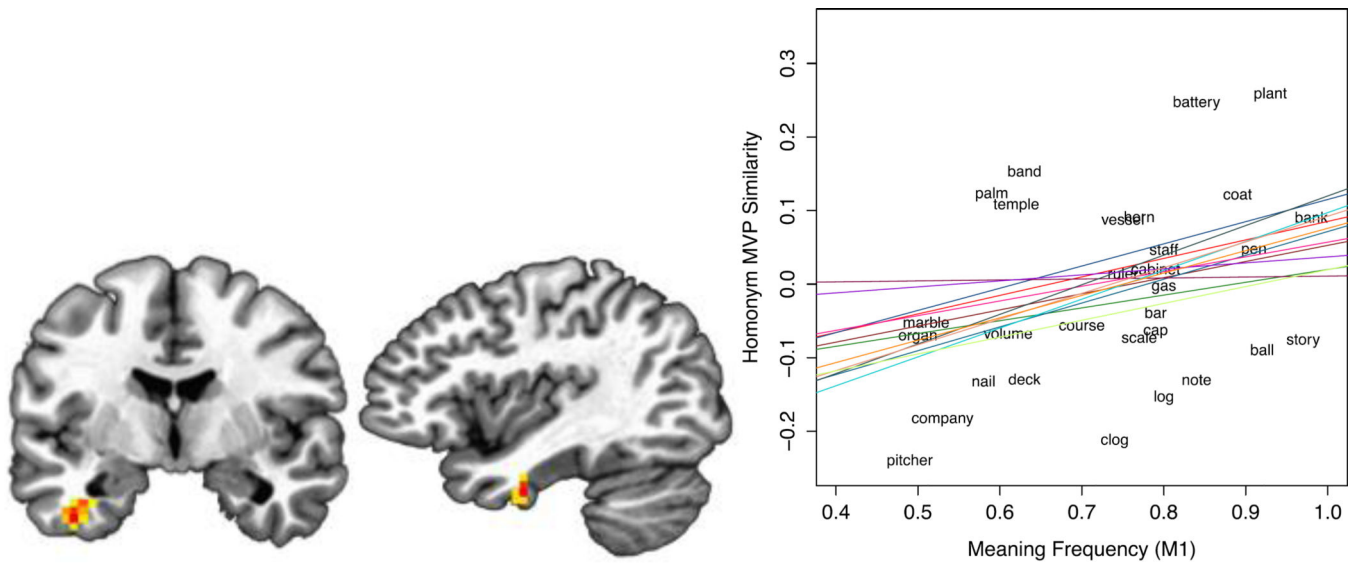 Homonym MVP Similarity
0.3
0.2
0.1
0.0
−0.1
−0.2
plant
battery
band
palm
coat
temple
horn
vessel
bank
staff
pen
cabinet
ruler
gas
bar
marble
course
cap
organ
volume
scale
story
ball
nail
deck
note
log
company
clog
pitcher
0.4 0.5 0.6 0.7 0.8 0.9 1.0
Meaning Frequency (M1)